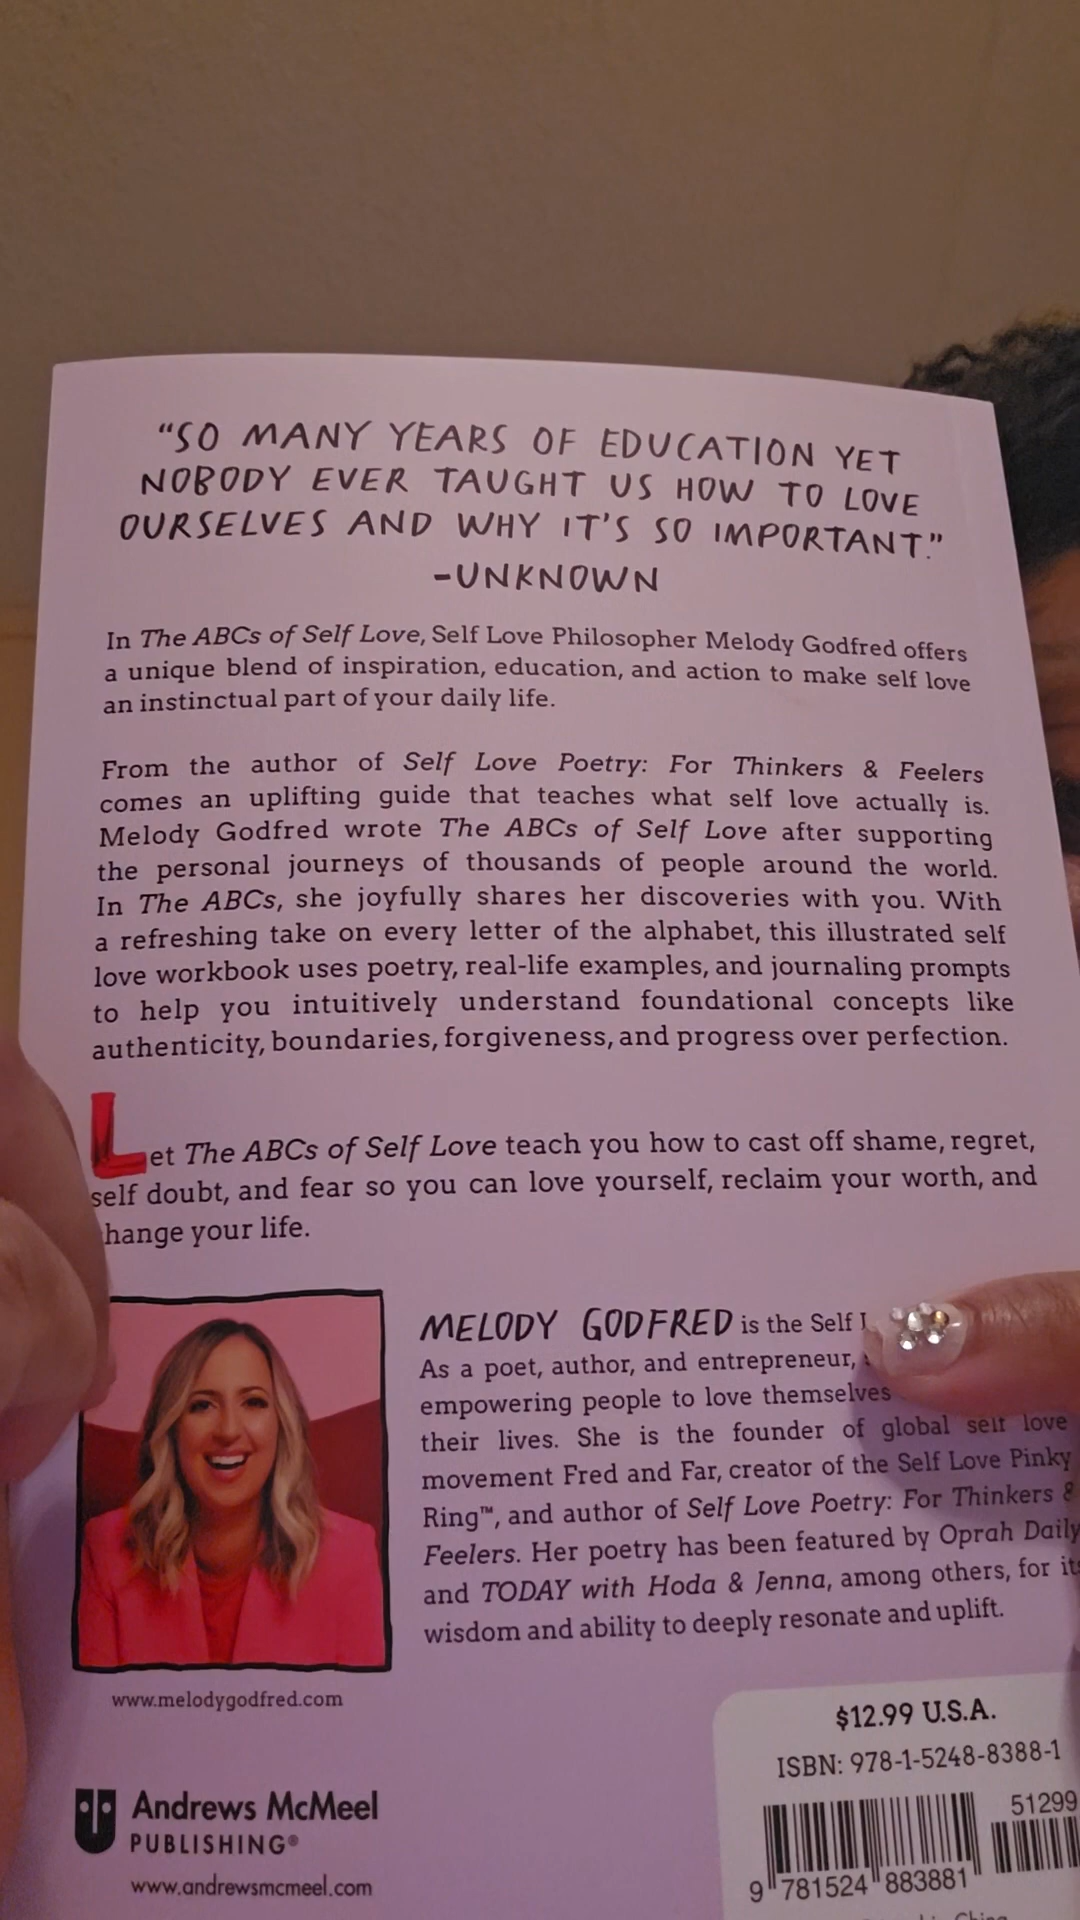 "SO MANY YEARS OF EDUCATION YET
NOBODY EVER TAUGHT US HOW TO LOVE
OURSELVES AND WHY IT'S SO IMPORTANT."
-UNKNOWN
In The ABCs of Self Love, Self Love Philosopher Melody Godfred offers
a unique blend of inspiration, education, and action to make self love
an instinctual part of your daily life.
From the author of Self Love Poetry: For Thinkers & Feelers
comes an uplifting guide that teaches what self love actually is.
Melody Godfred wrote The ABCs of Self Love after supporting
the personal journeys of thousands of people around the world.
In The ABCs, she joyfully shares her discoveries with you. With
a refreshing take on every letter of the alphabet, this illustrated self
love workbook uses poetry, real-life examples, and journaling prompts
to help you intuitively understand foundational concepts like
authenticity, boundaries, forgiveness, and progress over perfection.
Let The ABCs of Self Love teach you how to cast off shame, regret,
self doubt, and fear so you can love yourself, reclaim your worth, and
hange your life.
MELODY GODFRED is the Self
As a poet, author, and entrepreneur,
empowering people to love themselves
their lives. She is the founder of global self love
movement Fred and Far, creator of the Self Love Pinky
Ring™, and author of Self Love Poetry: For Thinkers &
Feelers. Her poetry has been featured by Oprah Daily
and TODAY with Hoda & Jenna, among others, for its
wisdom and ability to deeply resonate and uplift.
www.melodygodfred.com
$12.99 U.S.A.
ISBN: 978-1-5248-8388-1
51299
9 781524 883881
Andrews McMeel
PUBLISHING®
www.andrewsmcmeel.com